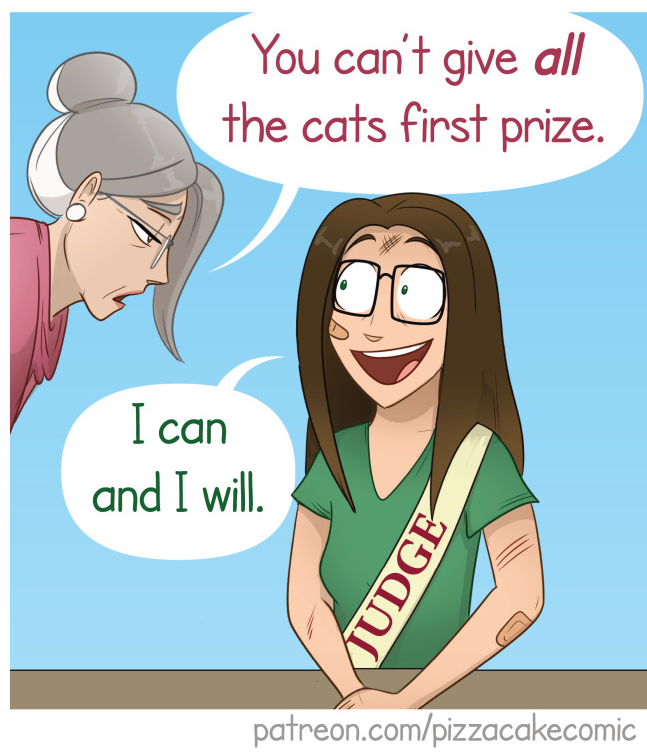 You can't give all
the cats first prize.
I can
and I will.
JUDGE
patreon.com/pizzacakecomic